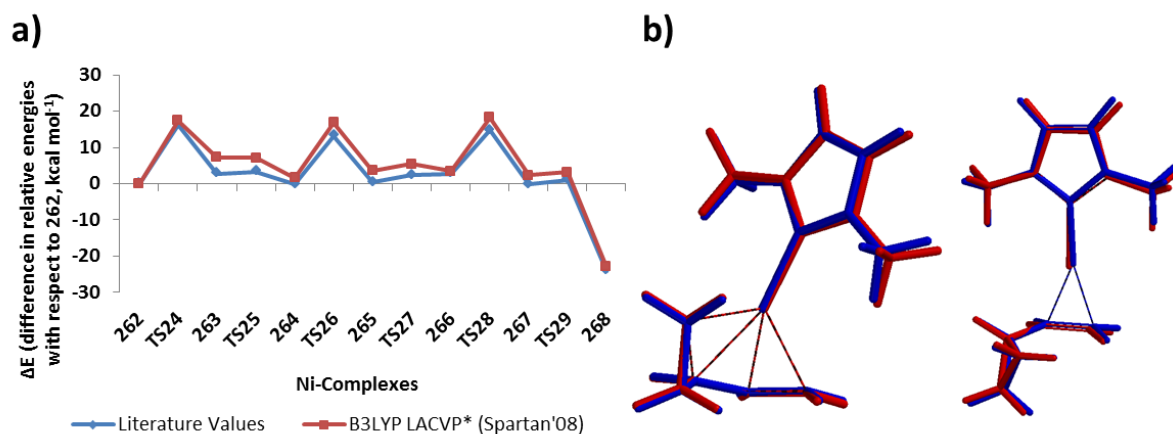 a)
b)
ΔE (difference in relative energies
with respect to 262, kcal mol⁻¹)
30
20
10
0
-10
-20
-30
262
TS24
263
TS25
264
TS26
265
TS27
266
TS28
267
TS29
268
Ni-Complexes
Literature Values
B3LYP LACVP* (Spartan'08)